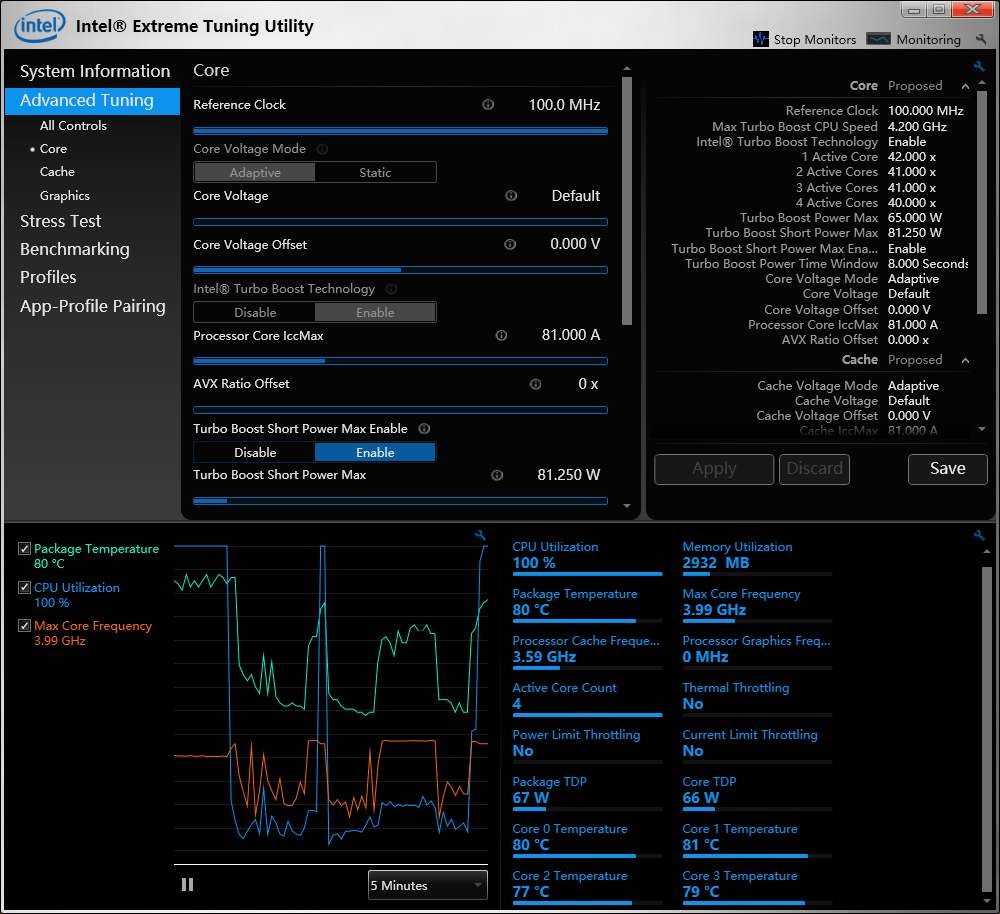 intel
Intel® Extreme Tuning Utility
Stop Monitors
Monitoring
System Information
Advanced Tuning
All Controls
• Core
Cache
Graphics
Stress Test
Benchmarking
Profiles
App-Profile Pairing
Core
Reference Clock 100.0 MHz
Core Voltage Mode
Adaptive Static
Core Voltage Default
Core Voltage Offset 0.000 V
Intel® Turbo Boost Technology
Disable Enable
Processor Core IccMax 81.000 A
AVX Ratio Offset 0 x
Turbo Boost Short Power Max Enable
Disable Enable
Turbo Boost Short Power Max 81.250 W
Core Proposed
Reference Clock 100.000 MHz
Max Turbo Boost CPU Speed 4.200 GHz
Intel® Turbo Boost Technology Enable
1 Active Core 42.000 x
2 Active Cores 41.000 x
3 Active Cores 41.000 x
4 Active Cores 40.000 x
Turbo Boost Power Max 65.000 W
Turbo Boost Short Power Max 81.250 W
Turbo Boost Short Power Max Ena... Enable
Turbo Boost Power Time Window 8.000 Seconds
Core Voltage Mode Adaptive
Core Voltage Default
Core Voltage Offset 0.000 V
Processor Core IccMax 81.000 A
AVX Ratio Offset 0.000 x
Cache Proposed
Cache Voltage Mode Adaptive
Cache Voltage Default
Cache Voltage Offset 0.000 V
Cache IccMax 81.000 A
Apply
Discard
Save
Package Temperature
80 °C
CPU Utilization
100 %
Max Core Frequency
3.99 GHz
5 Minutes
CPU Utilization Memory Utilization
100 % 2932 MB
Package Temperature Max Core Frequency
80 °C 3.99 GHz
Processor Cache Freque... Processor Graphics Freq...
3.59 GHz 0 MHz
Active Core Count Thermal Throttling
4 No
Power Limit Throttling Current Limit Throttling
No No
Package TDP Core TDP
67 W 66 W
Core 0 Temperature Core 1 Temperature
80 °C 81 °C
Core 2 Temperature Core 3 Temperature
77 °C 79 °C